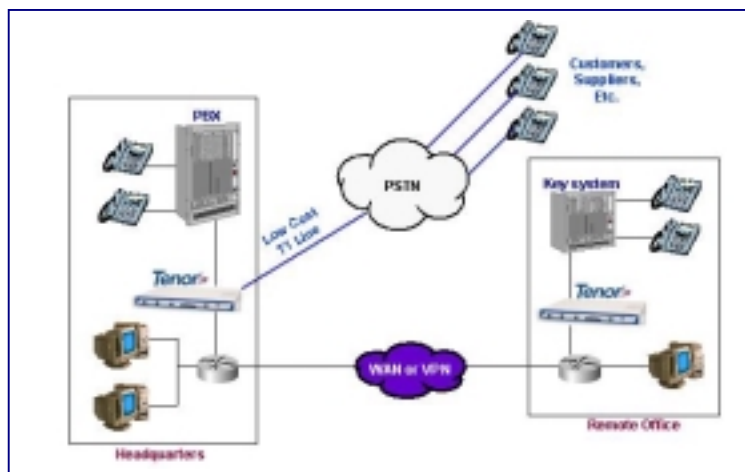 Customers,
Suppliers,
Etc.
PBX
PSTN
Key system
Low Cost
T1 Line
Tenor
Tenor
WAN or VPN
Remote Office
Headquarters